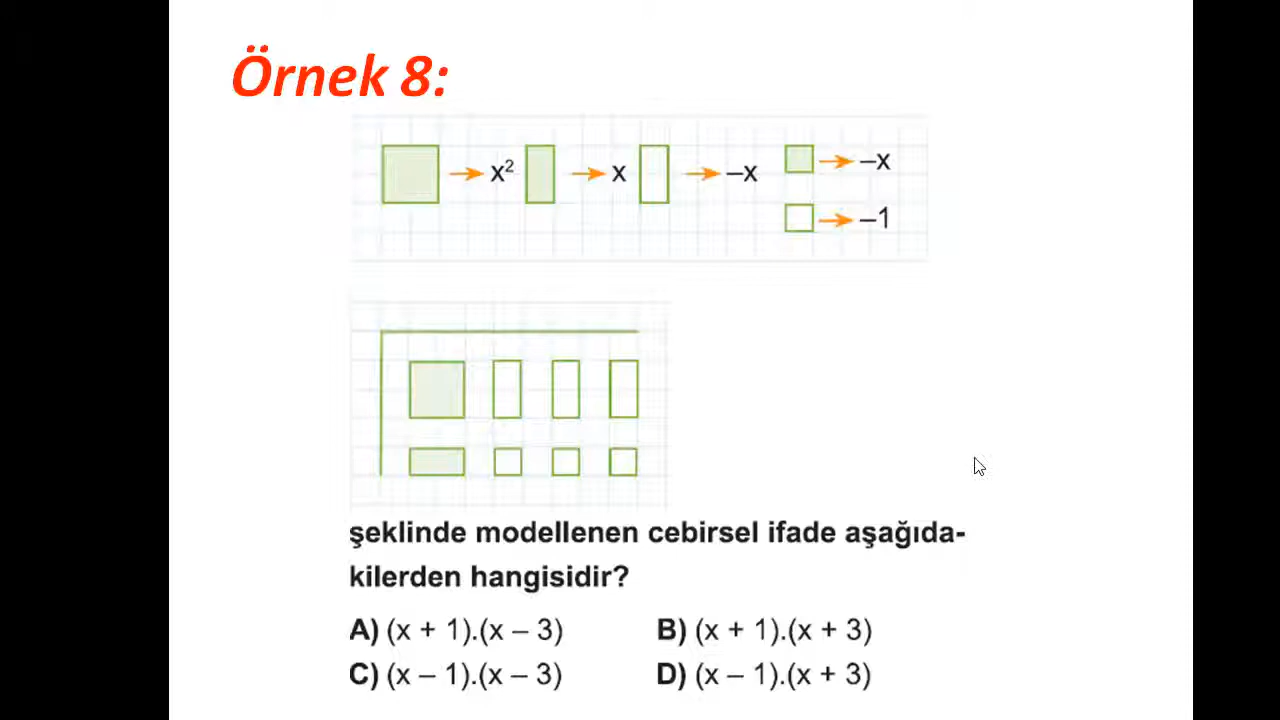 Örnek 8:
x² x –x –x
–1
şeklinde modellenen cebirsel ifade aşağıda-
kilerden hangisidir?
A) (x + 1).(x – 3) B) (x + 1).(x + 3)
C) (x – 1).(x – 3) D) (x – 1).(x + 3)